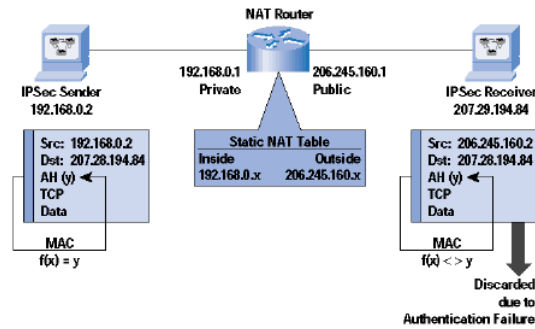 NAT Router
192.168.0.1
Private
206.245.160.1
Public
IPSec Sender
192.168.0.2
IPSec Receiver
207.29.194.84
Static NAT Table
Inside Outside
192.168.0.x 206.245.160.x
Src: 192.168.0.2
Dst: 207.28.194.84
AH (y)
TCP
Data
MAC
f(x) = y
Src: 206.245.160.2
Dst: 207.28.194.84
AH (y)
TCP
Data
MAC
f(x) < > y
Discarded
due to
Authentication Failure